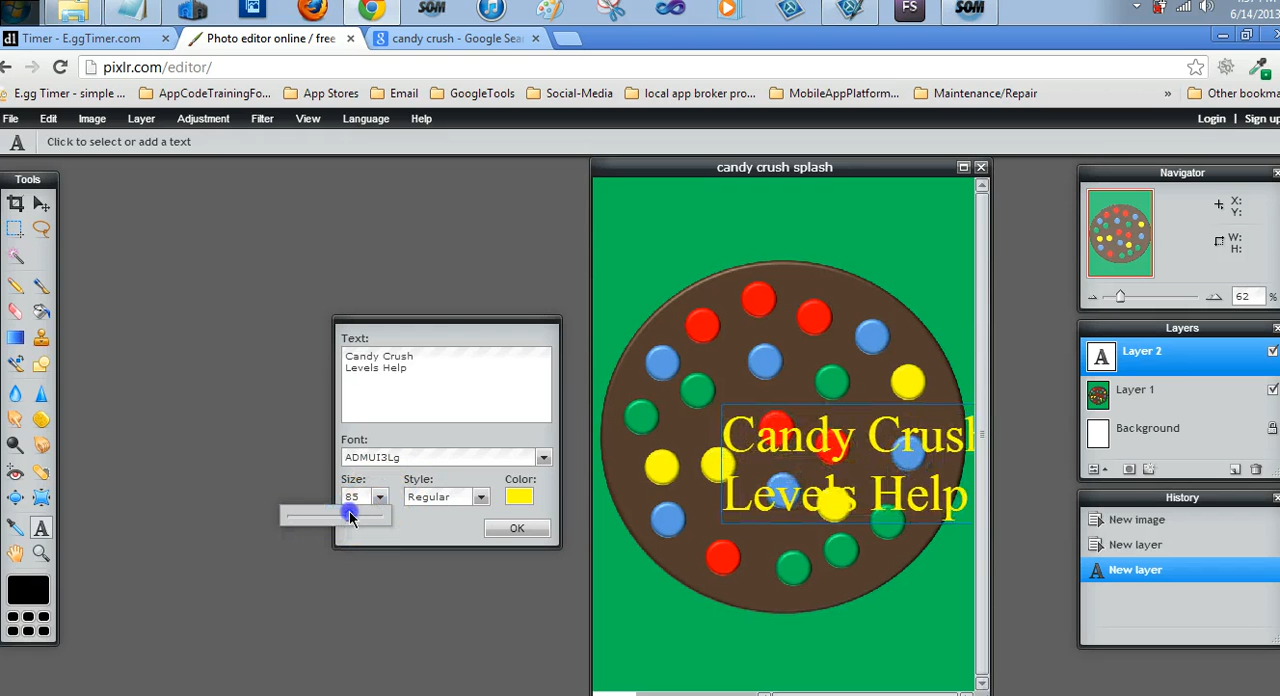 SOM
FS
SOM
6/14/2013
Timer - E.ggTimer.com
Photo editor online / free
candy crush - Google Sea
pixlr.com/editor/
E.gg Timer - simple ...
AppCodeTrainingFo...
App Stores
Email
GoogleTools
Social-Media
local app broker pro...
MobileAppPlatform...
Maintenance/Repair
»
Other bookma
File Edit Image Layer Adjustment Filter View Language Help
Login | Sign up
A Click to select or add a text
Tools
A
candy crush splash
Candy Crush
Levels Help
Text:
Candy Crush
Levels Help
Font:
ADMUI3Lg
Size: Style: Color:
85 Regular
OK
Navigator
X:
Y:
W:
H:
62 %
Layers
A Layer 2
Layer 1
Background
History
New image
New layer
A New layer